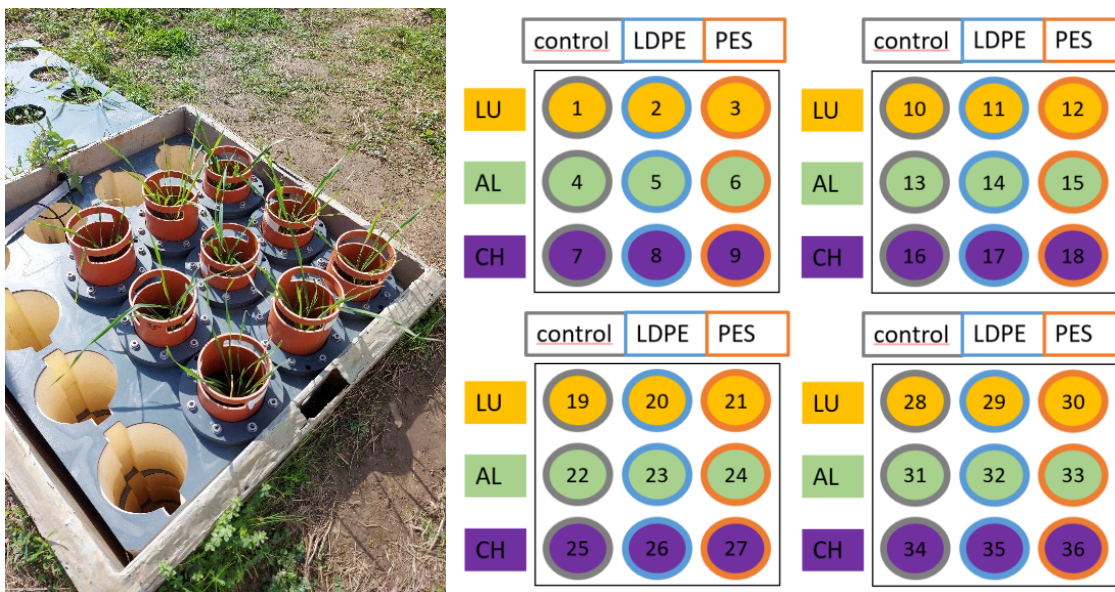 control LDPE PES
LU 1 2 3
AL 4 5 6
CH 7 8 9
control LDPE PES
LU 10 11 12
AL 13 14 15
CH 16 17 18
control LDPE PES
LU 19 20 21
AL 22 23 24
CH 25 26 27
control LDPE PES
LU 28 29 30
AL 31 32 33
CH 34 35 36